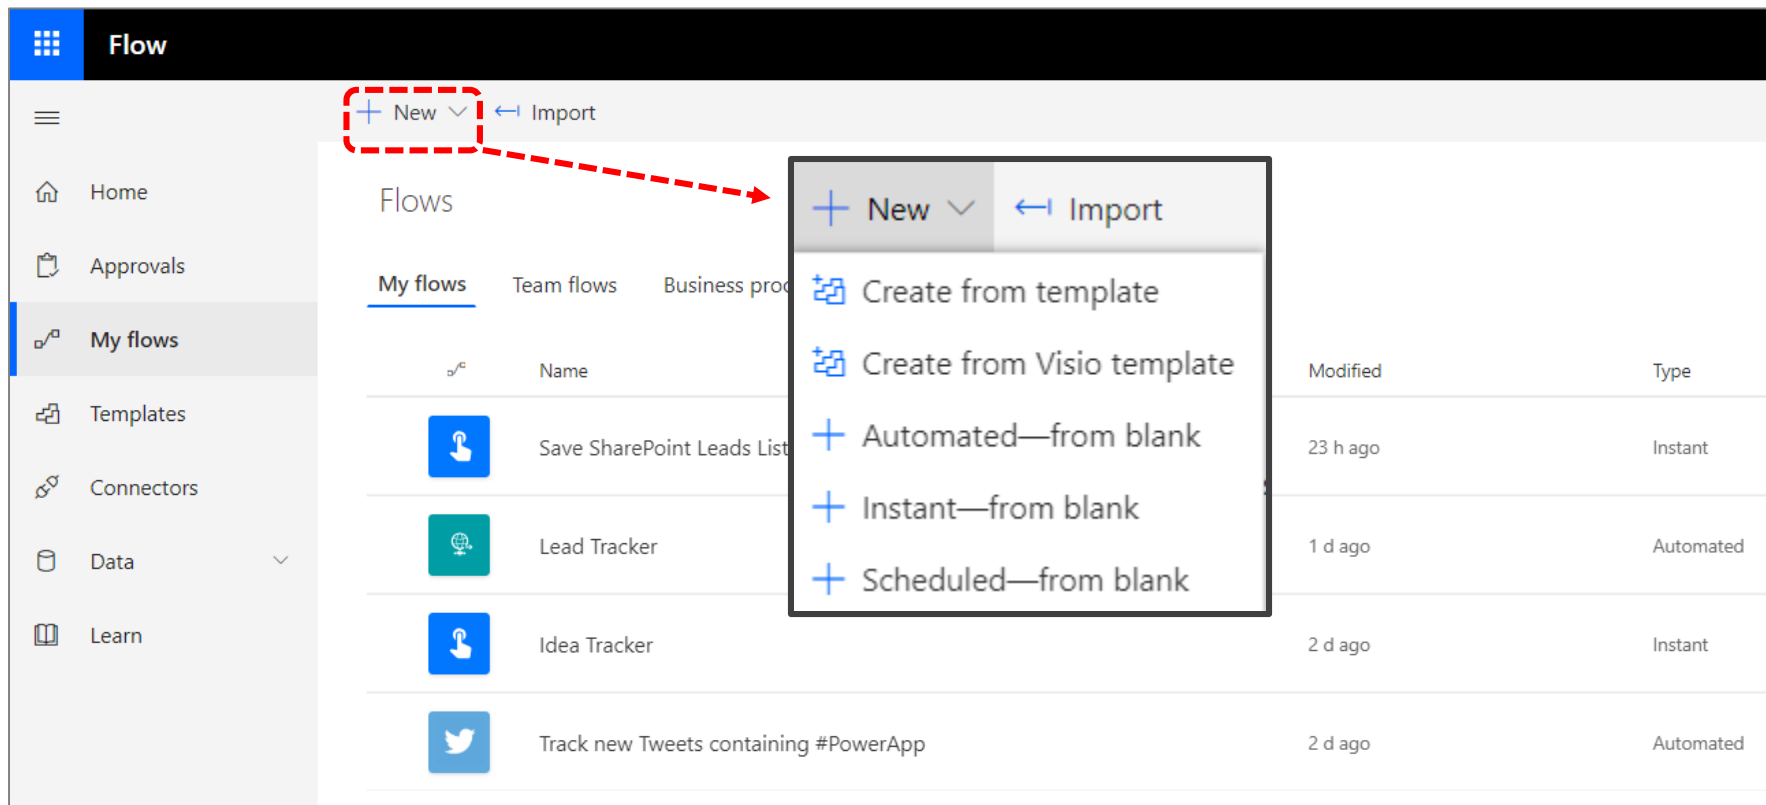 Flow
New
Import
Home
Approvals
My flows
Templates
Connectors
Data
Learn
Flows
My flows Team flows Business proc
Name Modified Type
Save SharePoint Leads List 23 h ago Instant
Lead Tracker 1 d ago Automated
Idea Tracker 2 d ago Instant
Track new Tweets containing #PowerApp 2 d ago Automated
New Import
Create from template
Create from Visio template
Automated—from blank
Instant—from blank
Scheduled—from blank